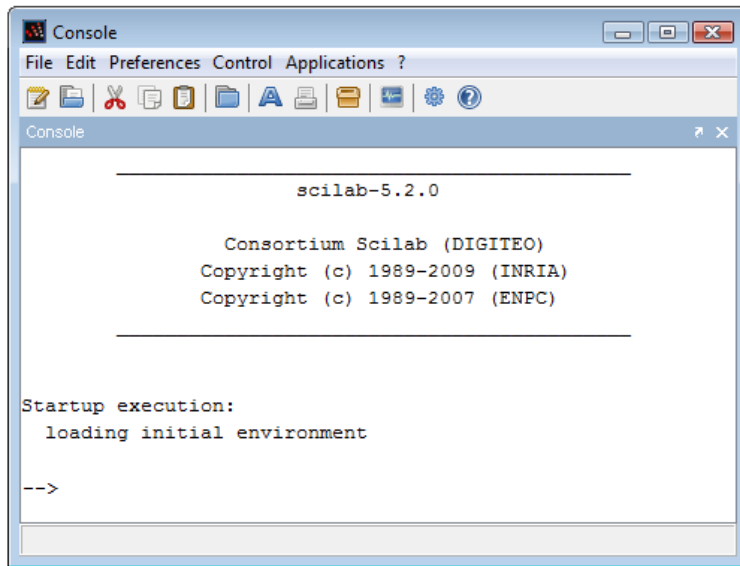 Console
File Edit Preferences Control Applications ?
Console
scilab-5.2.0
Consortium Scilab (DIGITEO)
Copyright (c) 1989-2009 (INRIA)
Copyright (c) 1989-2007 (ENPC)
Startup execution:
loading initial environment
-->